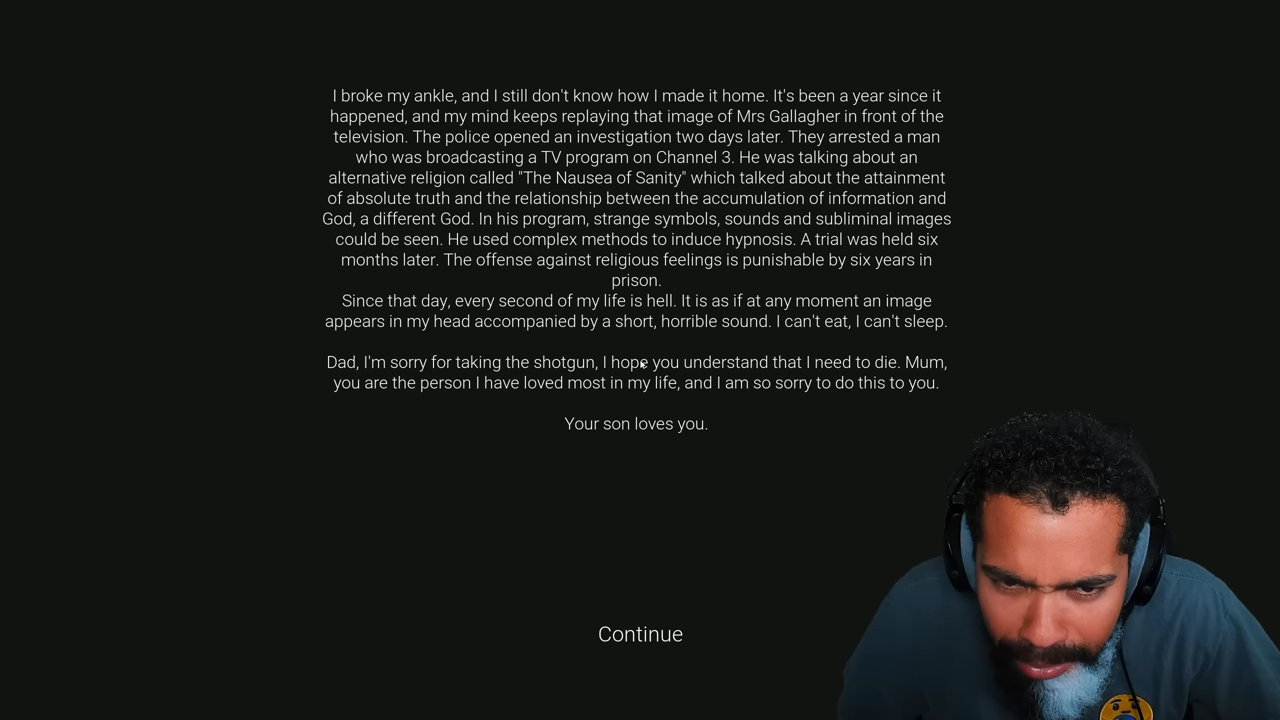 I broke my ankle, and I still don't know how I made it home. It's been a year since it
happened, and my mind keeps replaying that image of Mrs Gallagher in front of the
television. The police opened an investigation two days later. They arrested a man
who was broadcasting a TV program on Channel 3. He was talking about an
alternative religion called "The Nausea of Sanity" which talked about the attainment
of absolute truth and the relationship between the accumulation of information and
God, a different God. In his program, strange symbols, sounds and subliminal images
could be seen. He used complex methods to induce hypnosis. A trial was held six
months later. The offense against religious feelings is punishable by six years in
prison.
Since that day, every second of my life is hell. It is as if at any moment an image
appears in my head accompanied by a short, horrible sound. I can't eat, I can't sleep.
Dad, I'm sorry for taking the shotgun, I hope you understand that I need to die. Mum,
you are the person I have loved most in my life, and I am so sorry to do this to you.
Your son loves you.
Continue